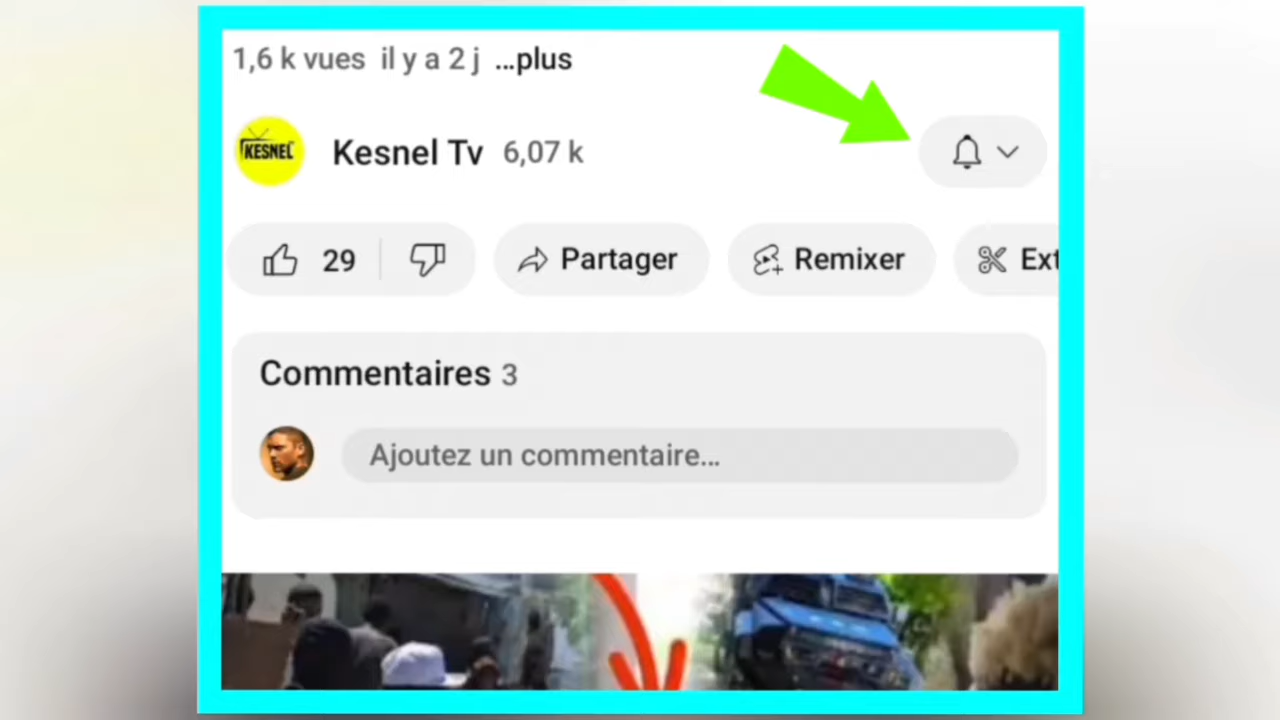 1,6 k vues il y a 2 j ...plus
KESNEL
Kesnel Tv 6,07 k
29
Partager
Remixer
Ext
Commentaires 3
Ajoutez un commentaire...